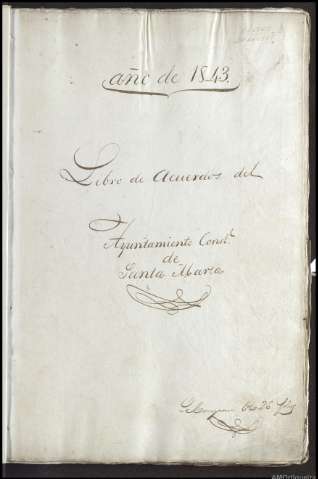 año de 1843.
Libro de Acuerdos del
Ayuntamiento Const.l
de
Santa Maria